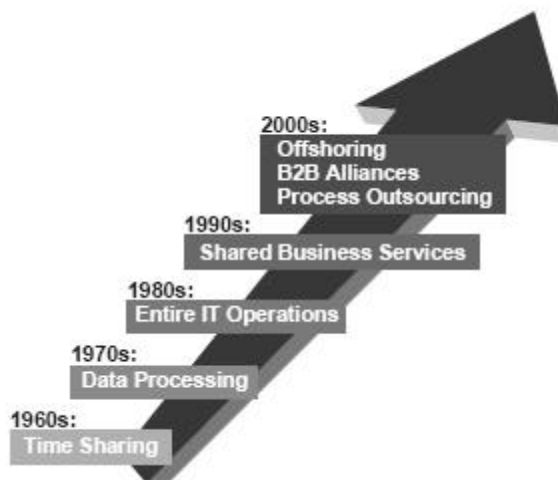 2000s:
Offshoring
B2B Alliances
Process Outsourcing
1990s:
Shared Business Services
1980s:
Entire IT Operations
1970s:
Data Processing
1960s:
Time Sharing